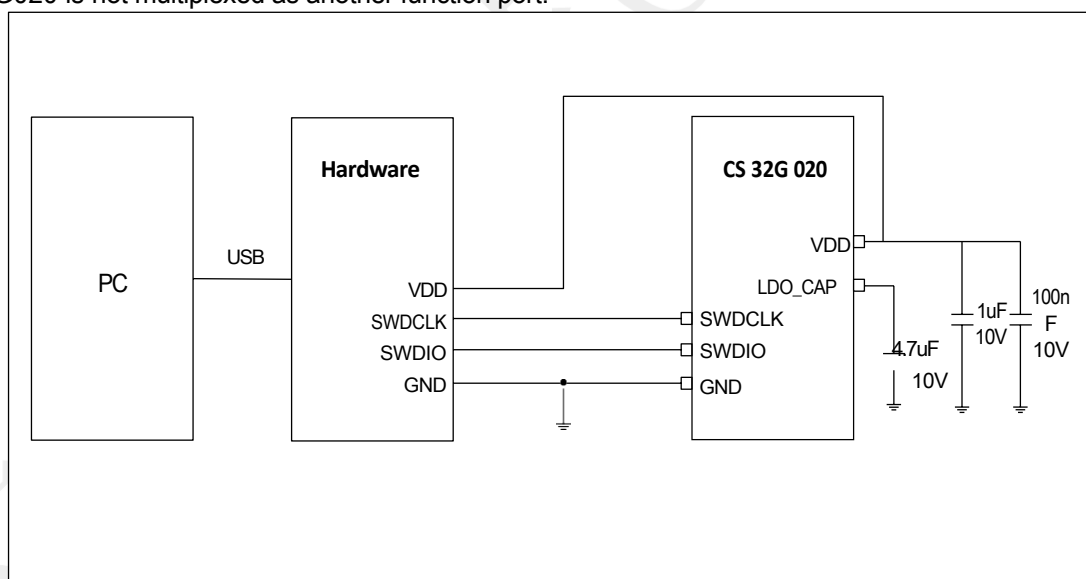 G020 is not multiplexed as another function port.
Hardware
CS 32G 020
VDD
USB
PC
LDO_CAP
VDD
100n
1uF
SWDCLK
SWDCLK
F
10V
SWDIO
SWDIO
4.7uF
10V
GND
GND
10V